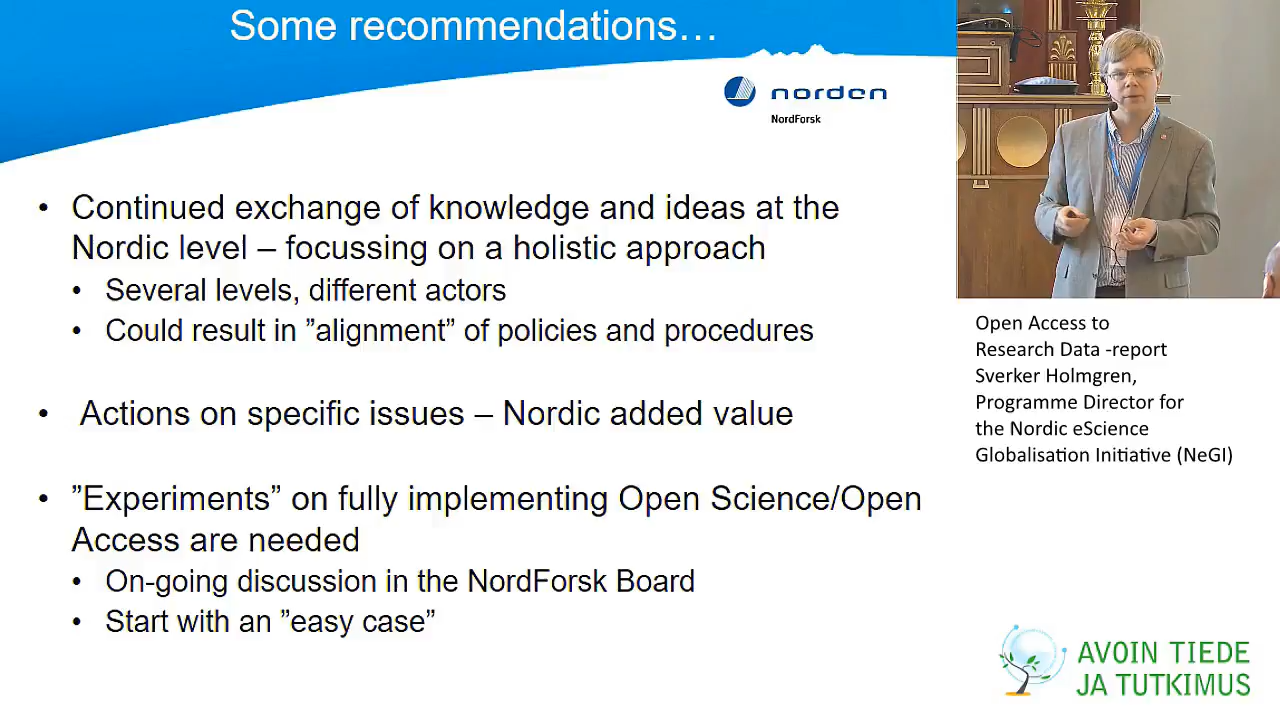 Some recommendations…
norden
NordForsk
• Continued exchange of knowledge and ideas at the
Nordic level – focussing on a holistic approach
• Several levels, different actors
• Could result in ”alignment” of policies and procedures
• Actions on specific issues – Nordic added value
• ”Experiments” on fully implementing Open Science/Open
Access are needed
• On-going discussion in the NordForsk Board
• Start with an ”easy case”
Open Access to
Research Data -report
Sverker Holmgren,
Programme Director for
the Nordic eScience
Globalisation Initiative (NeGI)
AVOIN TIEDE
JA TUTKIMUS